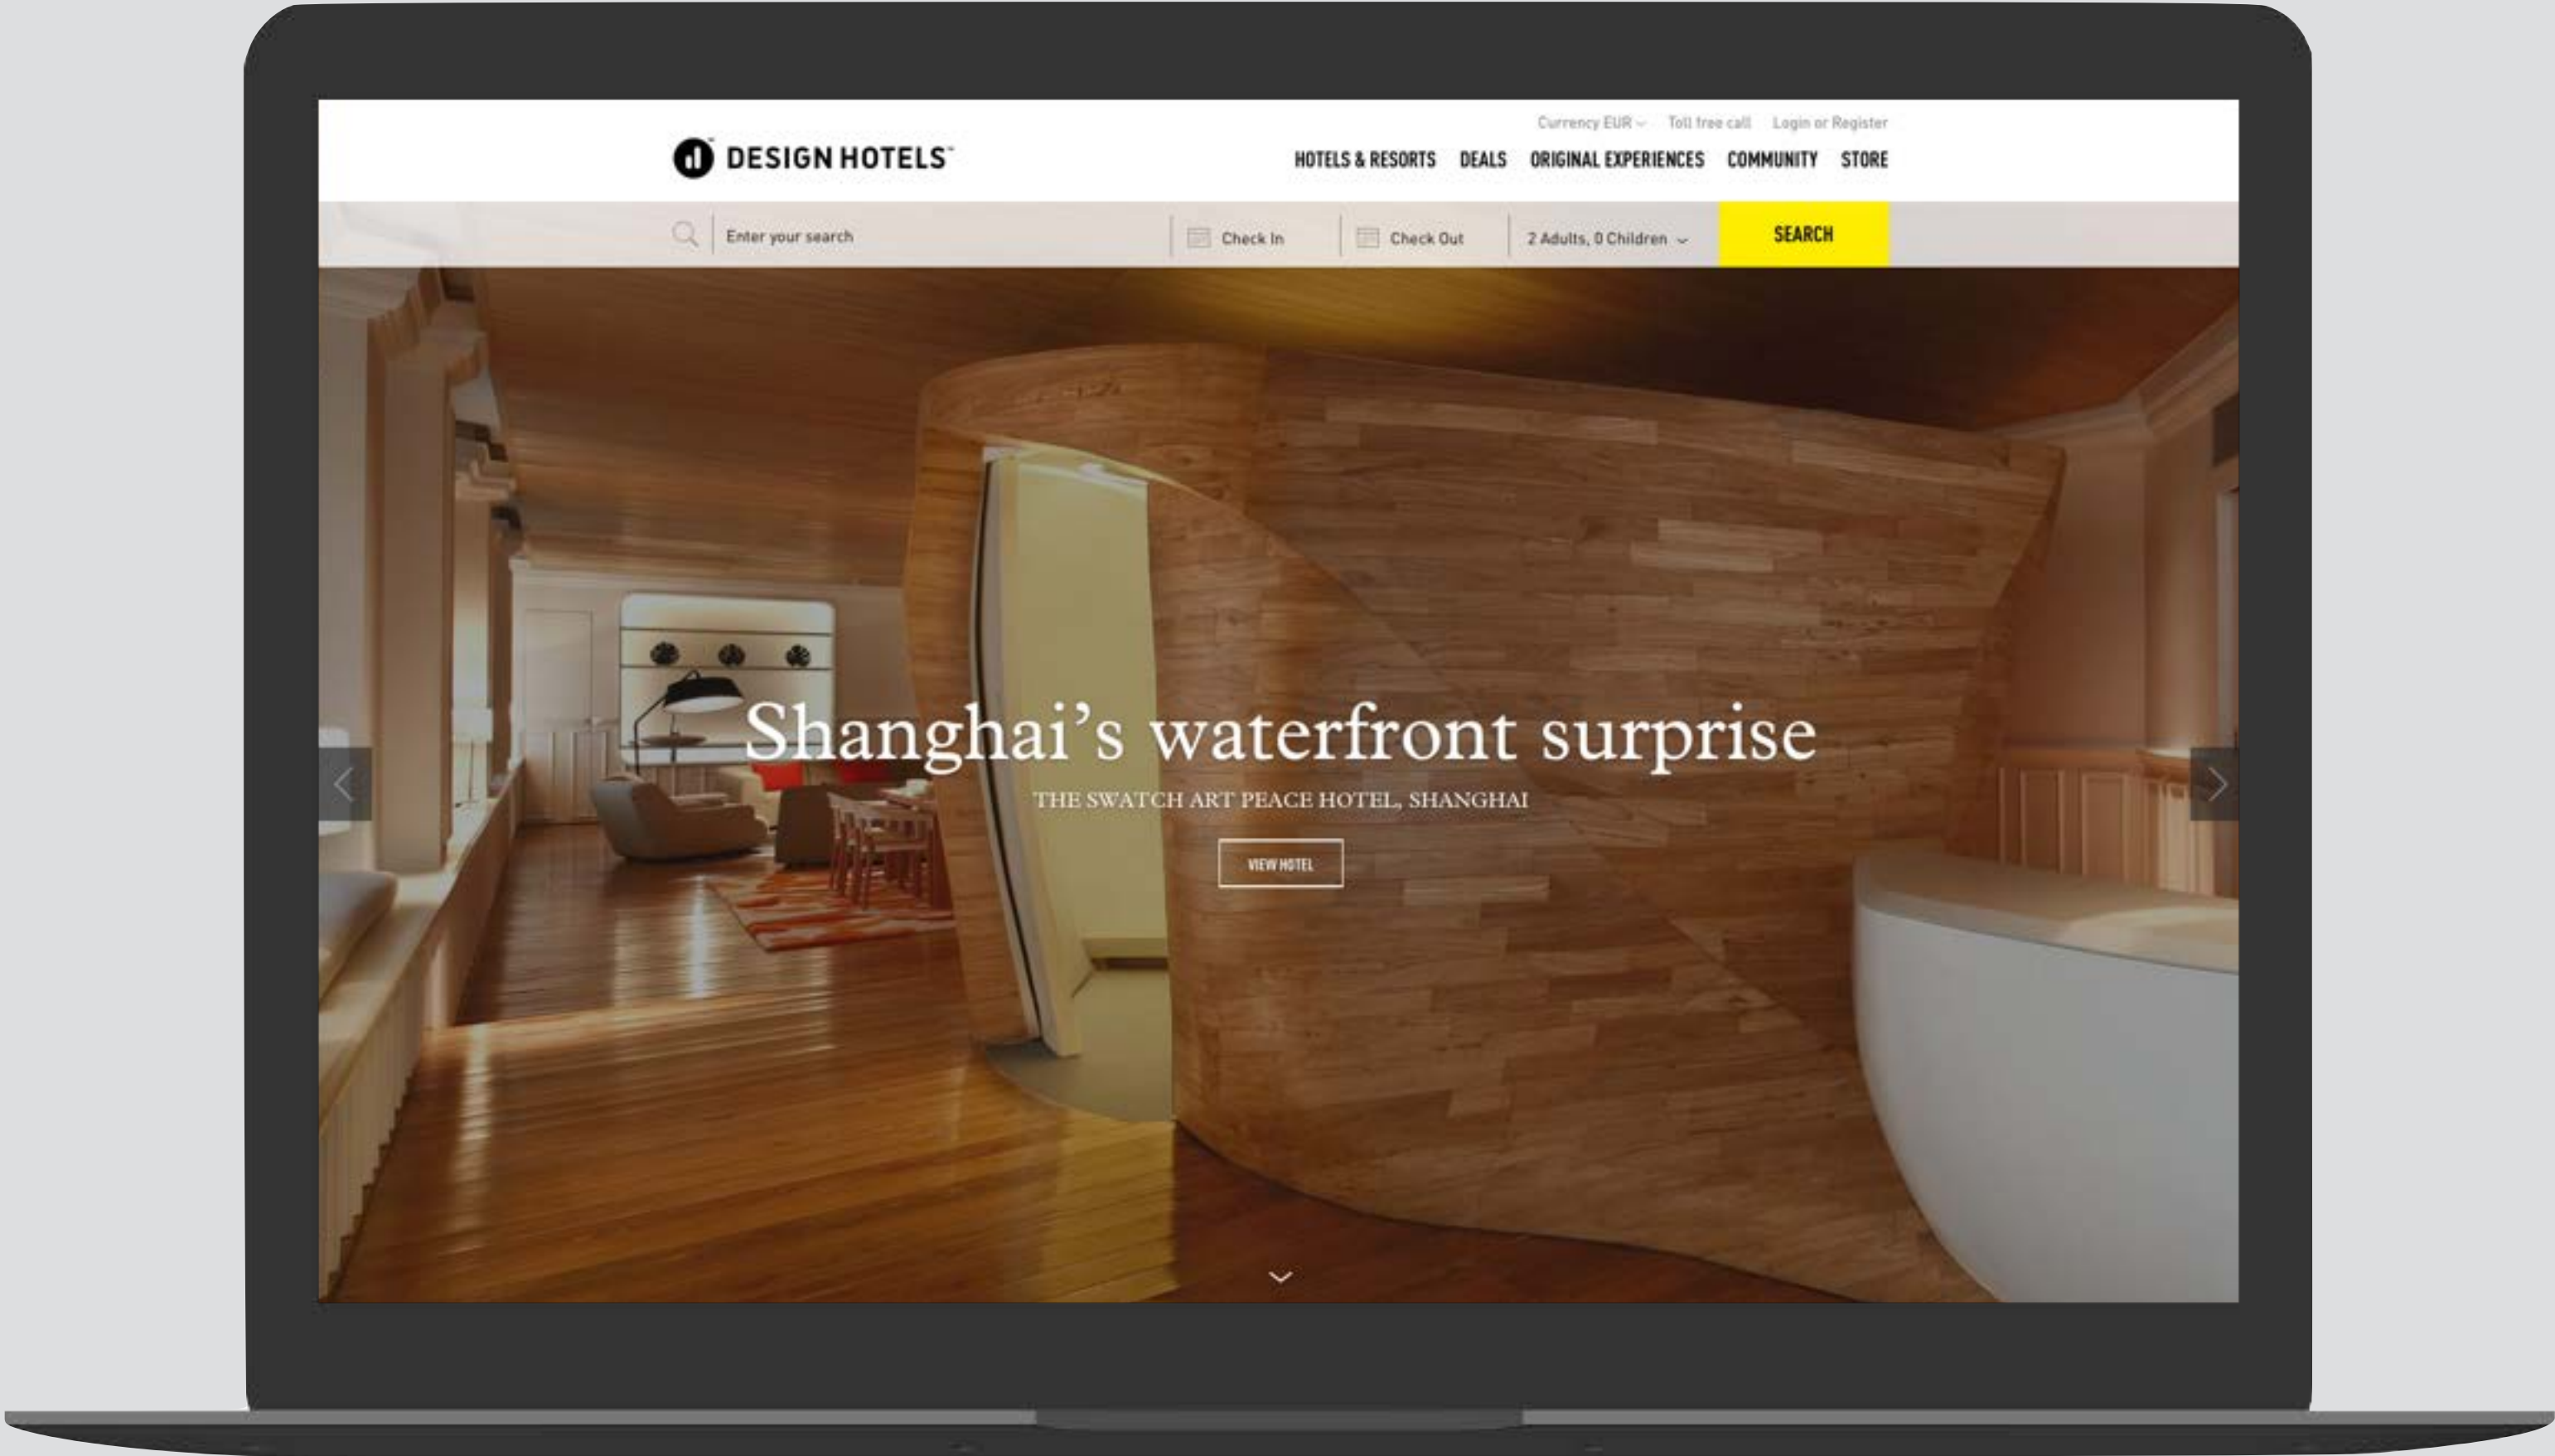 Currency EUR Toll free call Login or Register
DESIGN HOTELS™
HOTELS & RESORTS DEALS ORIGINAL EXPERIENCES COMMUNITY STORE
Enter your search Check In Check Out 2 Adults, 0 Children SEARCH
Shanghai’s waterfront surprise
THE SWATCH ART PEACE HOTEL, SHANGHAI
VIEW HOTEL